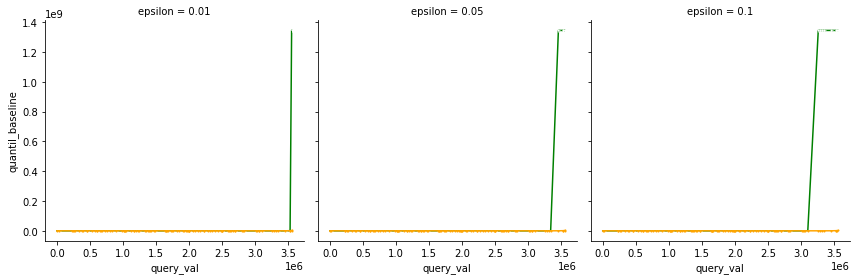 epsilon = 0.01
epsilon = 0.05
epsilon = 0.1
1e9
1.4
1.2
1.0
0.8
0.6
0.4
0.2
0.0
quantil_baseline
0.0 0.5 1.0 1.5 2.0 2.5 3.0 3.5
1e6
query_val
0.0 0.5 1.0 1.5 2.0 2.5 3.0 3.5
1e6
query_val
0.0 0.5 1.0 1.5 2.0 2.5 3.0 3.5
1e6
query_val